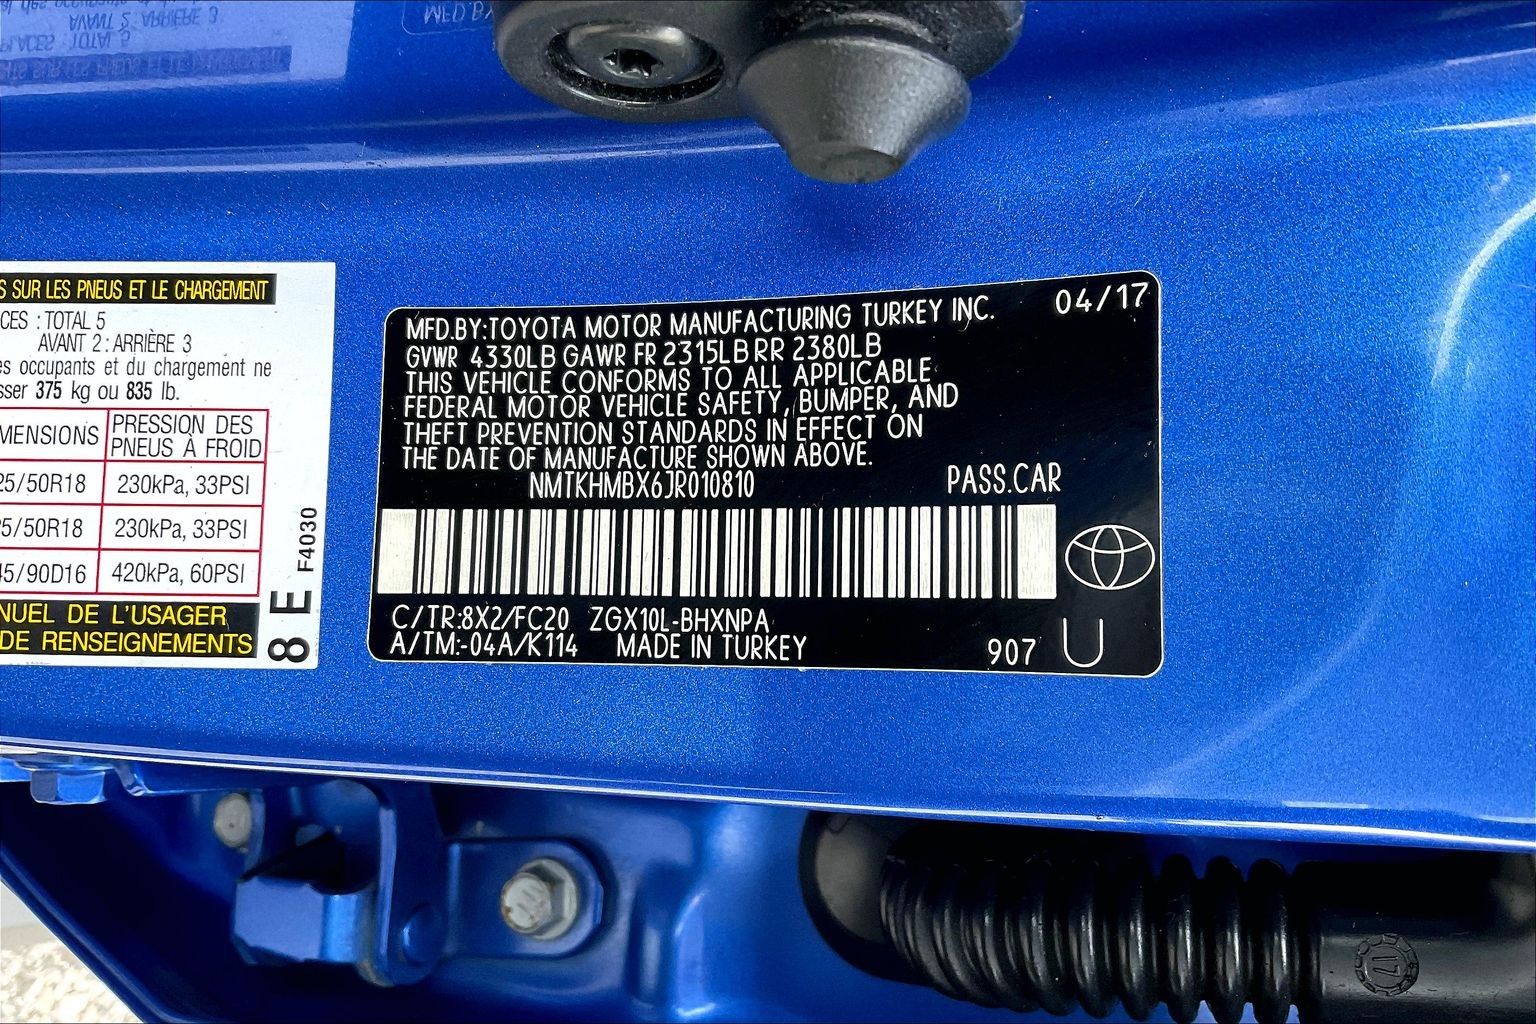 S SUR LES PNEUS ET LE CHARGEMENT
CES : TOTAL 5
AVANT 2 : ARRIÈRE 3
es occupants et du chargement ne
sser 375 kg ou 835 lb.
MENSIONS PRESSION DES
PNEUS À FROID
25/50R18 230kPa, 33PSI
25/50R18 230kPa, 33PSI
45/90D16 420kPa, 60PSI
NUEL DE L'USAGER
DE RENSEIGNEMENTS
F4030
8 E
MFD.BY:TOYOTA MOTOR MANUFACTURING TURKEY INC. 04/17
GVWR 4330LB GAWR FR 2315LB RR 2380LB
THIS VEHICLE CONFORMS TO ALL APPLICABLE
FEDERAL MOTOR VEHICLE SAFETY, BUMPER, AND
THEFT PREVENTION STANDARDS IN EFFECT ON
THE DATE OF MANUFACTURE SHOWN ABOVE.
NMTKHMBX6JR010810 PASS.CAR
C/TR:8X2/FC20 ZGX10L-BHXNPA
A/TM:-04A/K114 MADE IN TURKEY 907 U
17